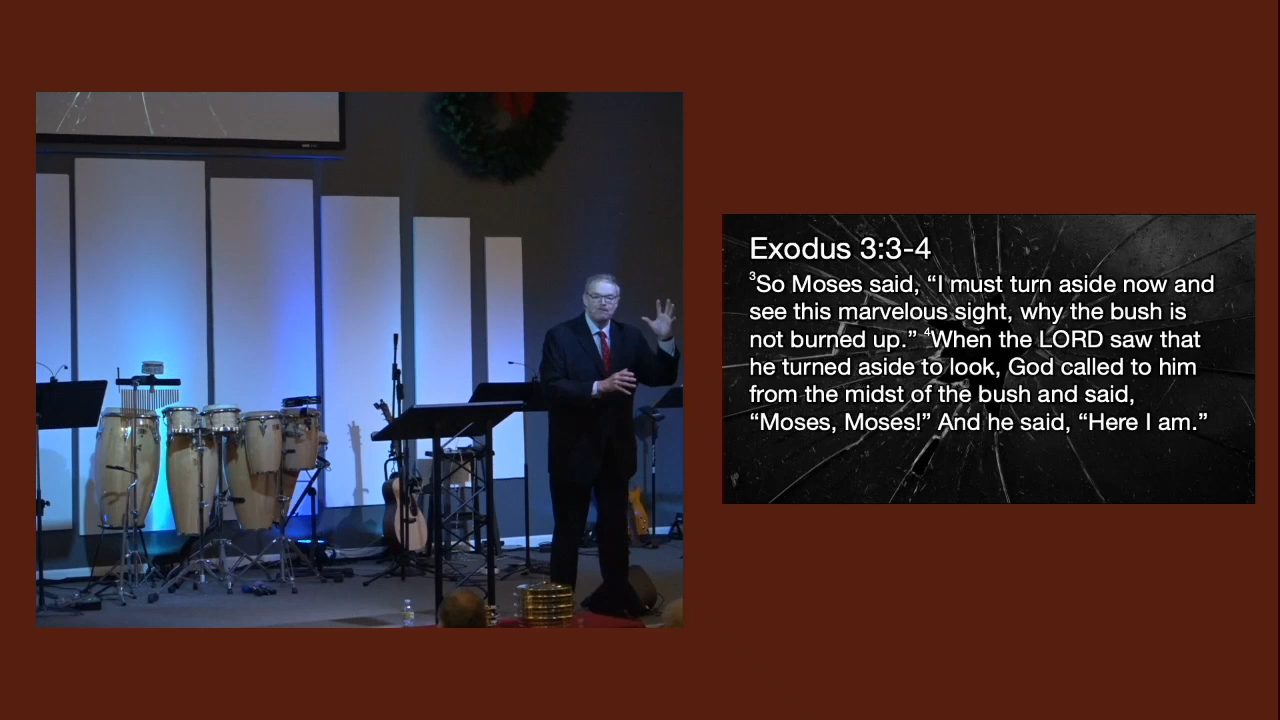 Exodus 3:3-4
³So Moses said, “I must turn aside now and
see this marvelous sight, why the bush is
not burned up.” ⁴When the LORD saw that
he turned aside to look, God called to him
from the midst of the bush and said,
“Moses, Moses!” And he said, “Here I am.”